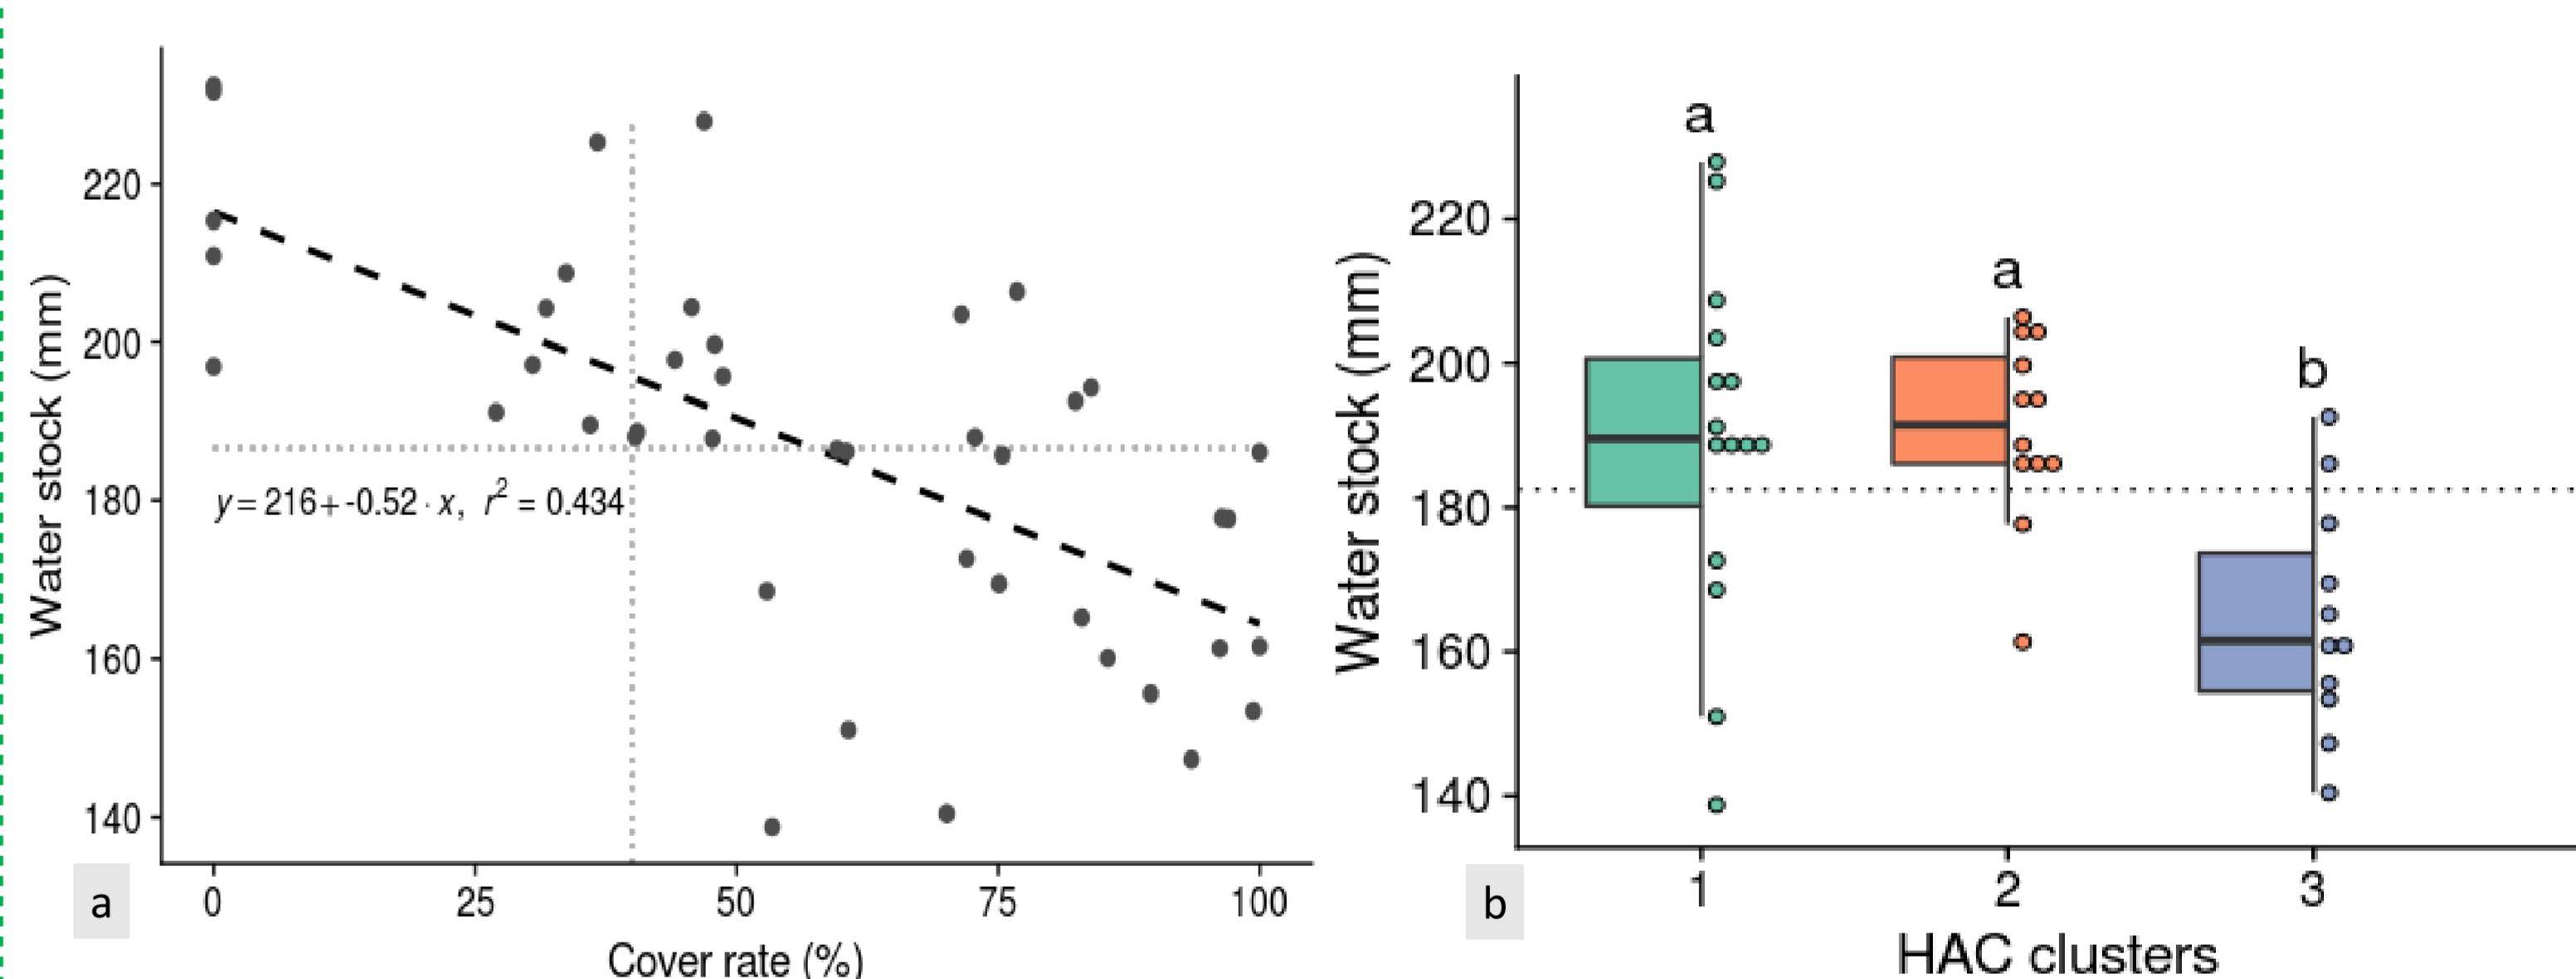 Water stock (mm)
220
200
180
160
140
y = 216+ -0.52 · x, r² = 0.434
0 25 50 75 100
Cover rate (%)
a
Water stock (mm)
220
200
180
160
140
a
a
b
1 2 3
HAC clusters
b